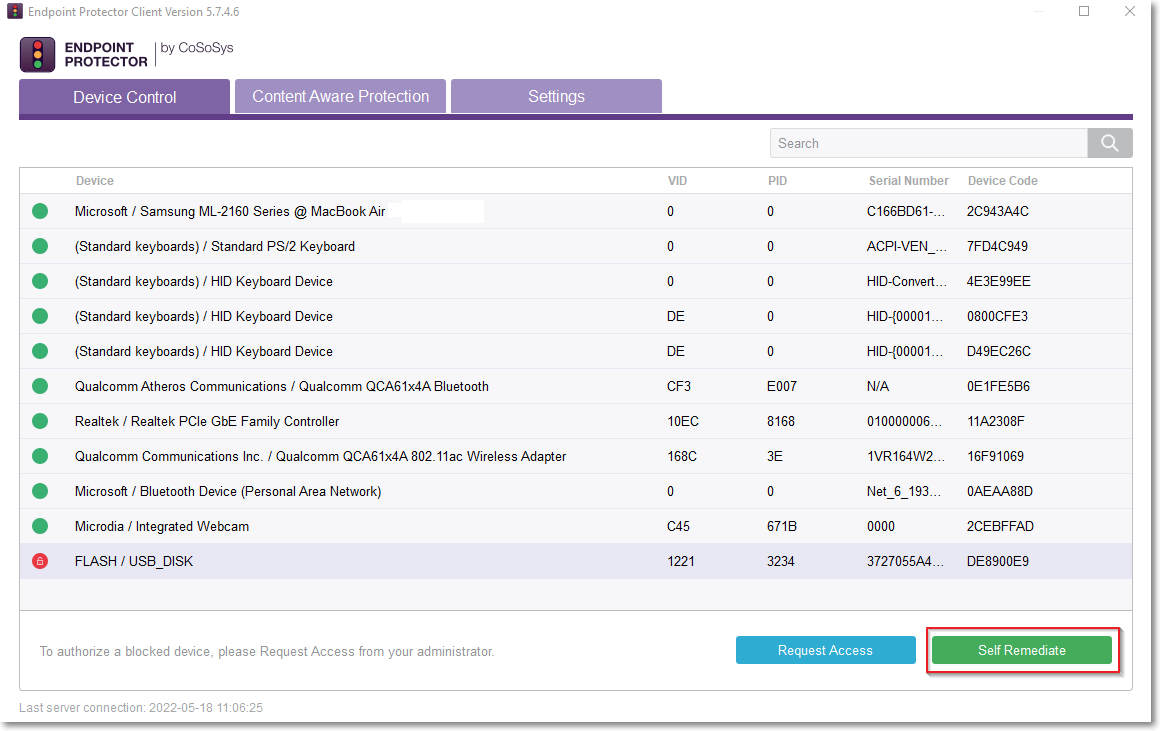 Endpoint Protector Client Version 5.7.4.6
ENDPOINT PROTECTOR | by CoSoSys
Device Control Content Aware Protection Settings
Search
Device VID PID Serial Number Device Code
Microsoft / Samsung ML-2160 Series @ MacBook Air 0 0 C166BD61-... 2C943A4C
(Standard keyboards) / Standard PS/2 Keyboard 0 0 ACPI-VEN_... 7FD4C949
(Standard keyboards) / HID Keyboard Device 0 0 HID-Convert... 4E3E99EE
(Standard keyboards) / HID Keyboard Device DE 0 HID-{00001... 0800CFE3
(Standard keyboards) / HID Keyboard Device DE 0 HID-{00001... D49EC26C
Qualcomm Atheros Communications / Qualcomm QCA61x4A Bluetooth CF3 E007 N/A 0E1FE5B6
Realtek / Realtek PCIe GbE Family Controller 10EC 8168 010000006... 11A2308F
Qualcomm Communications Inc. / Qualcomm QCA61x4A 802.11ac Wireless Adapter 168C 3E 1VR164W2... 16F91069
Microsoft / Bluetooth Device (Personal Area Network) 0 0 Net_6_193... 0AEAA88D
Microdia / Integrated Webcam C45 671B 0000 2CEBFFAD
FLASH / USB_DISK 1221 3234 3727055A4... DE8900E9
To authorize a blocked device, please Request Access from your administrator. Request Access Self Remediate
Last server connection: 2022-05-18 11:06:25